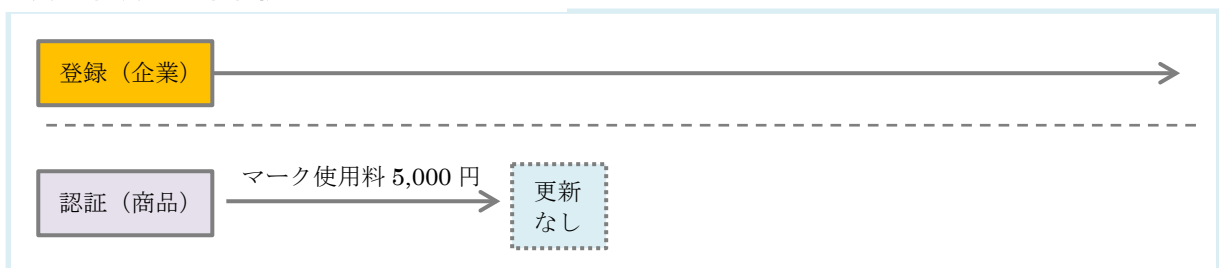 登録（企業）
マーク使用料 5,000 円
認証（商品）
更新
なし